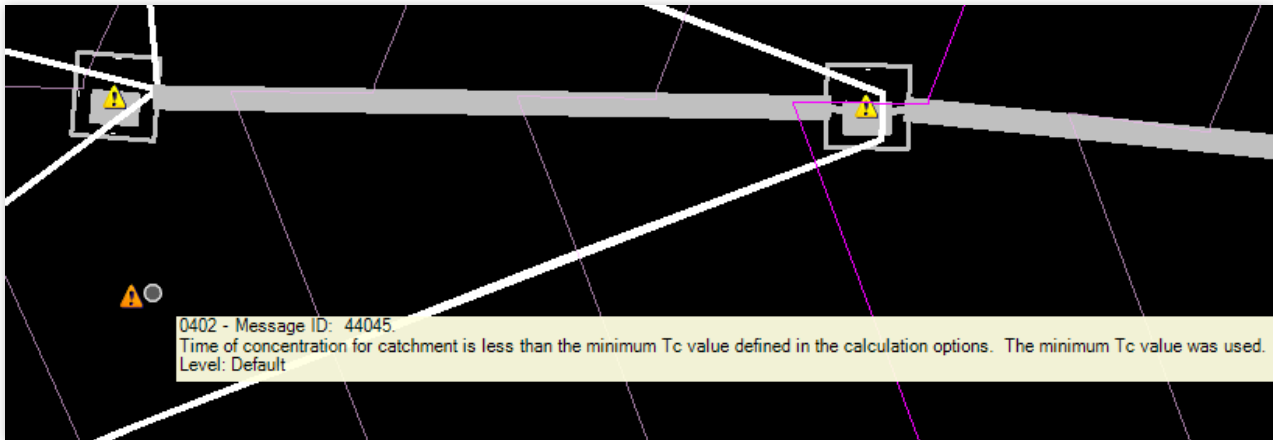 0402 - Message ID: 44045.
Time of concentration for catchment is less than the minimum Tc value defined in the calculation options. The minimum Tc value was used.
Level: Default